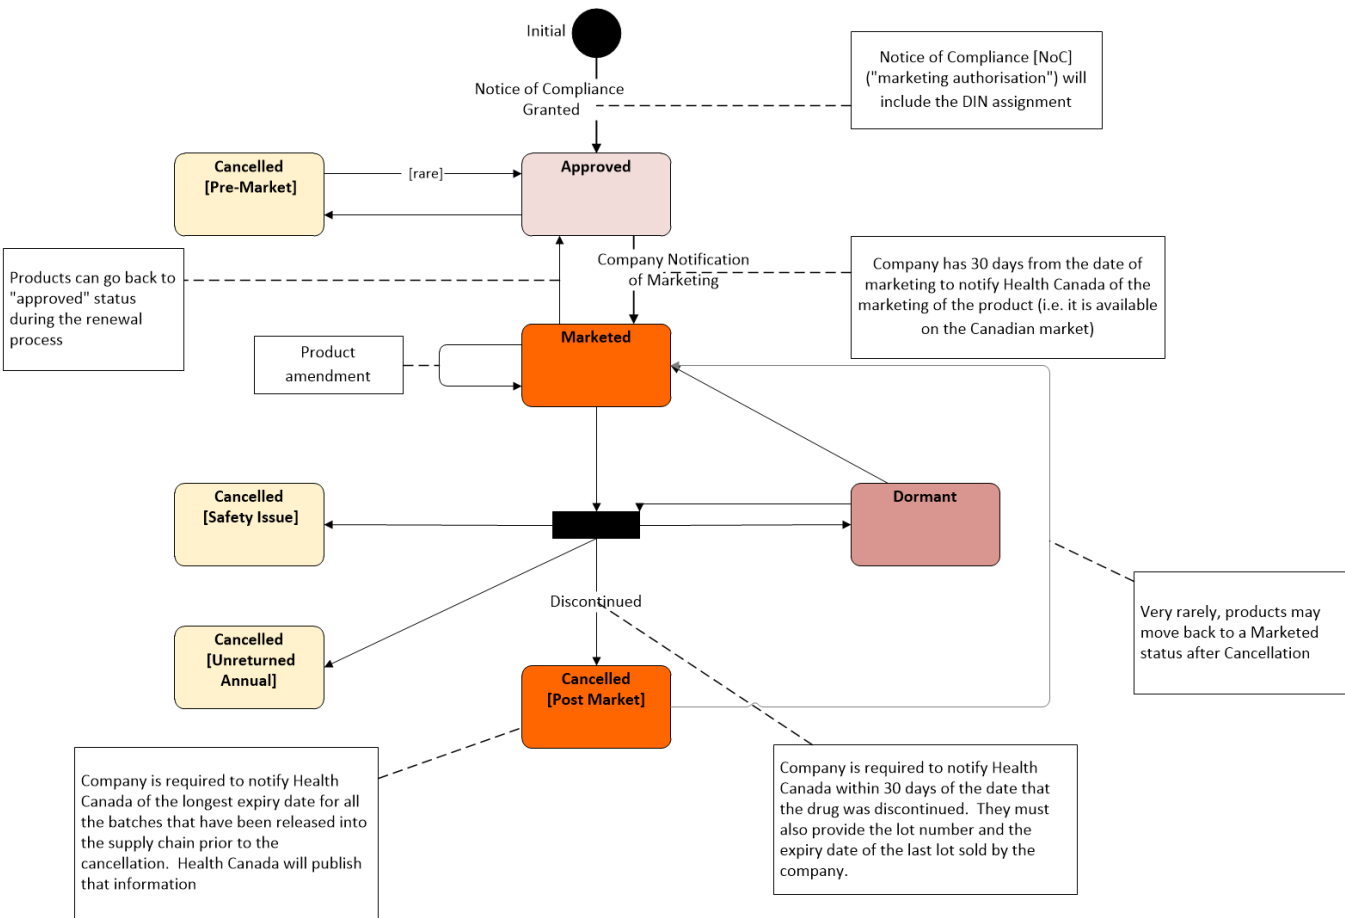 Initial
Notice of Compliance
Granted
Notice of Compliance [NoC]
("marketing authorisation") will
include the DIN assignment
Cancelled
[Pre-Market]
[rare]
Approved
Products can go back to
"approved" status
during the renewal
process
Company Notification
of Marketing
Company has 30 days from the date of
marketing to notify Health Canada of the
marketing of the product (i.e. it is available
on the Canadian market)
Product
amendment
Marketed
Cancelled
[Safety Issue]
Dormant
Discontinued
Very rarely, products may
move back to a Marketed
status after Cancellation
Cancelled
[Unreturned
Annual]
Cancelled
[Post Market]
Company is required to notify Health
Canada of the longest expiry date for all
the batches that have been released into
the supply chain prior to the
cancellation.  Health Canada will publish
that information
Company is required to notify Health
Canada within 30 days of the date that
the drug was discontinued.  They must
also provide the lot number and the
expiry date of the last lot sold by the
company.